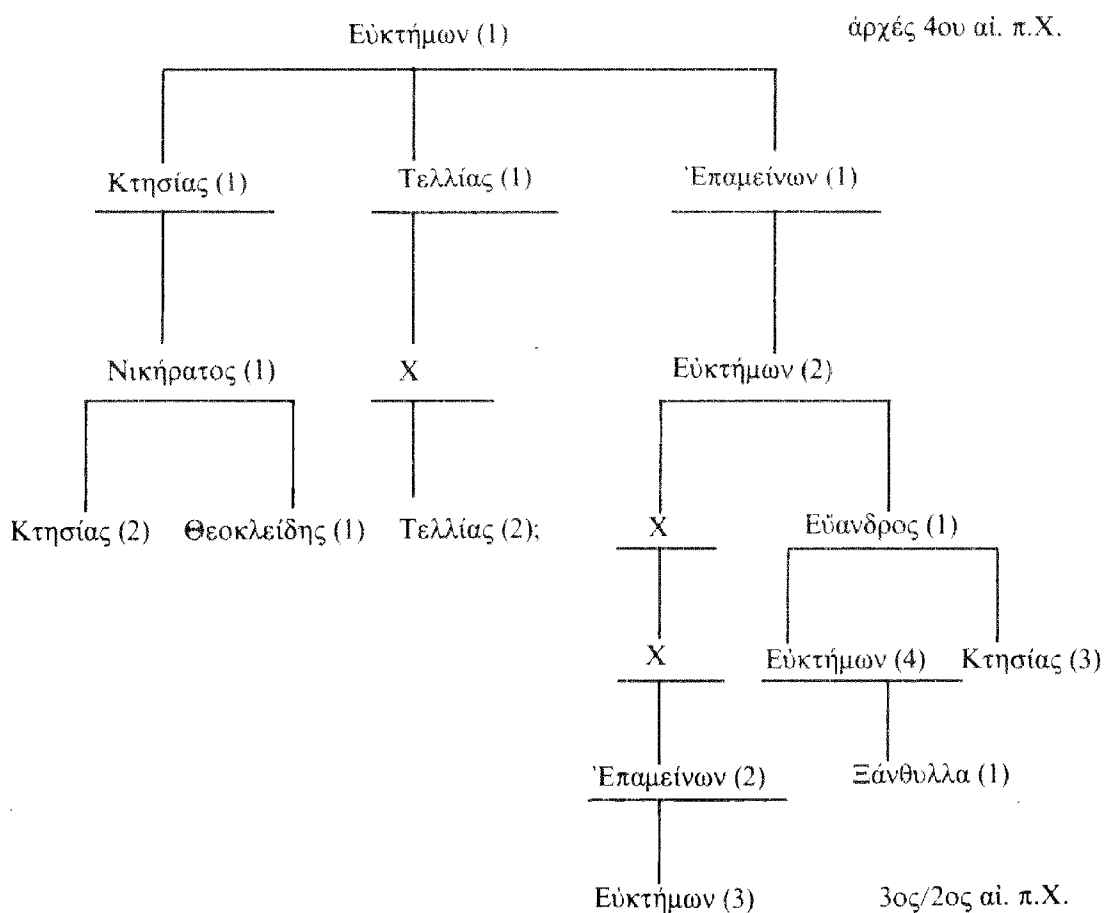 Εὐκτήμων (1) ἀρχές 4ου αἰ. π.Χ.
Κτησίας (1) Τελλίας (1) Ἐπαμείνων (1)
Νικήρατος (1) Χ Εὐκτήμων (2)
Κτησίας (2) Θεοκλείδης (1) Τελλίας (2); Χ Εὔανδρος (1)
Χ Εὐκτήμων (4) Κτησίας (3)
Ἐπαμείνων (2) Ξάνθυλλα (1)
Εὐκτήμων (3) 3ος/2ος αἰ. π.Χ.